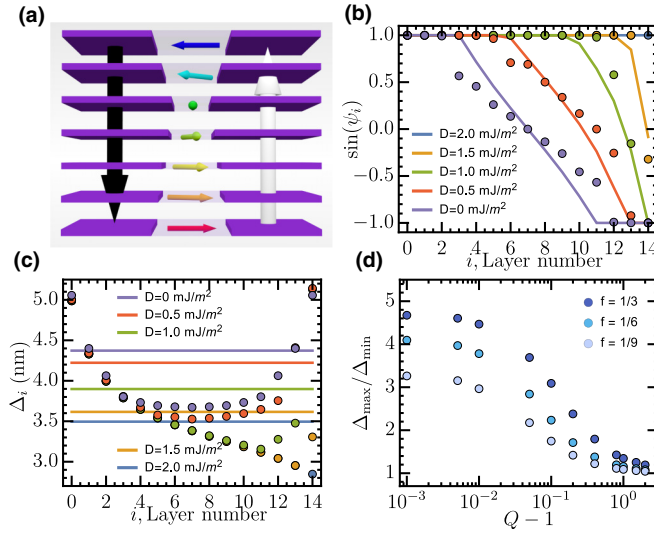 (a)
(b)
1.0
0.5
0.0
−0.5
−1.0
sin(ψi)
D=2.0 mJ/m²
D=1.5 mJ/m²
D=1.0 mJ/m²
D=0.5 mJ/m²
D=0 mJ/m²
0 2 4 6 8 10 12 14
i, Layer number
(c)
5.0
4.5
4.0
3.5
3.0
Δi (nm)
D=0 mJ/m²
D=0.5 mJ/m²
D=1.0 mJ/m²
D=1.5 mJ/m²
D=2.0 mJ/m²
0 2 4 6 8 10 12 14
i, Layer number
(d)
5
4
3
2
1
Δmax/Δmin
f = 1/3
f = 1/6
f = 1/9
10⁻³ 10⁻² 10⁻¹ 10⁰
Q − 1